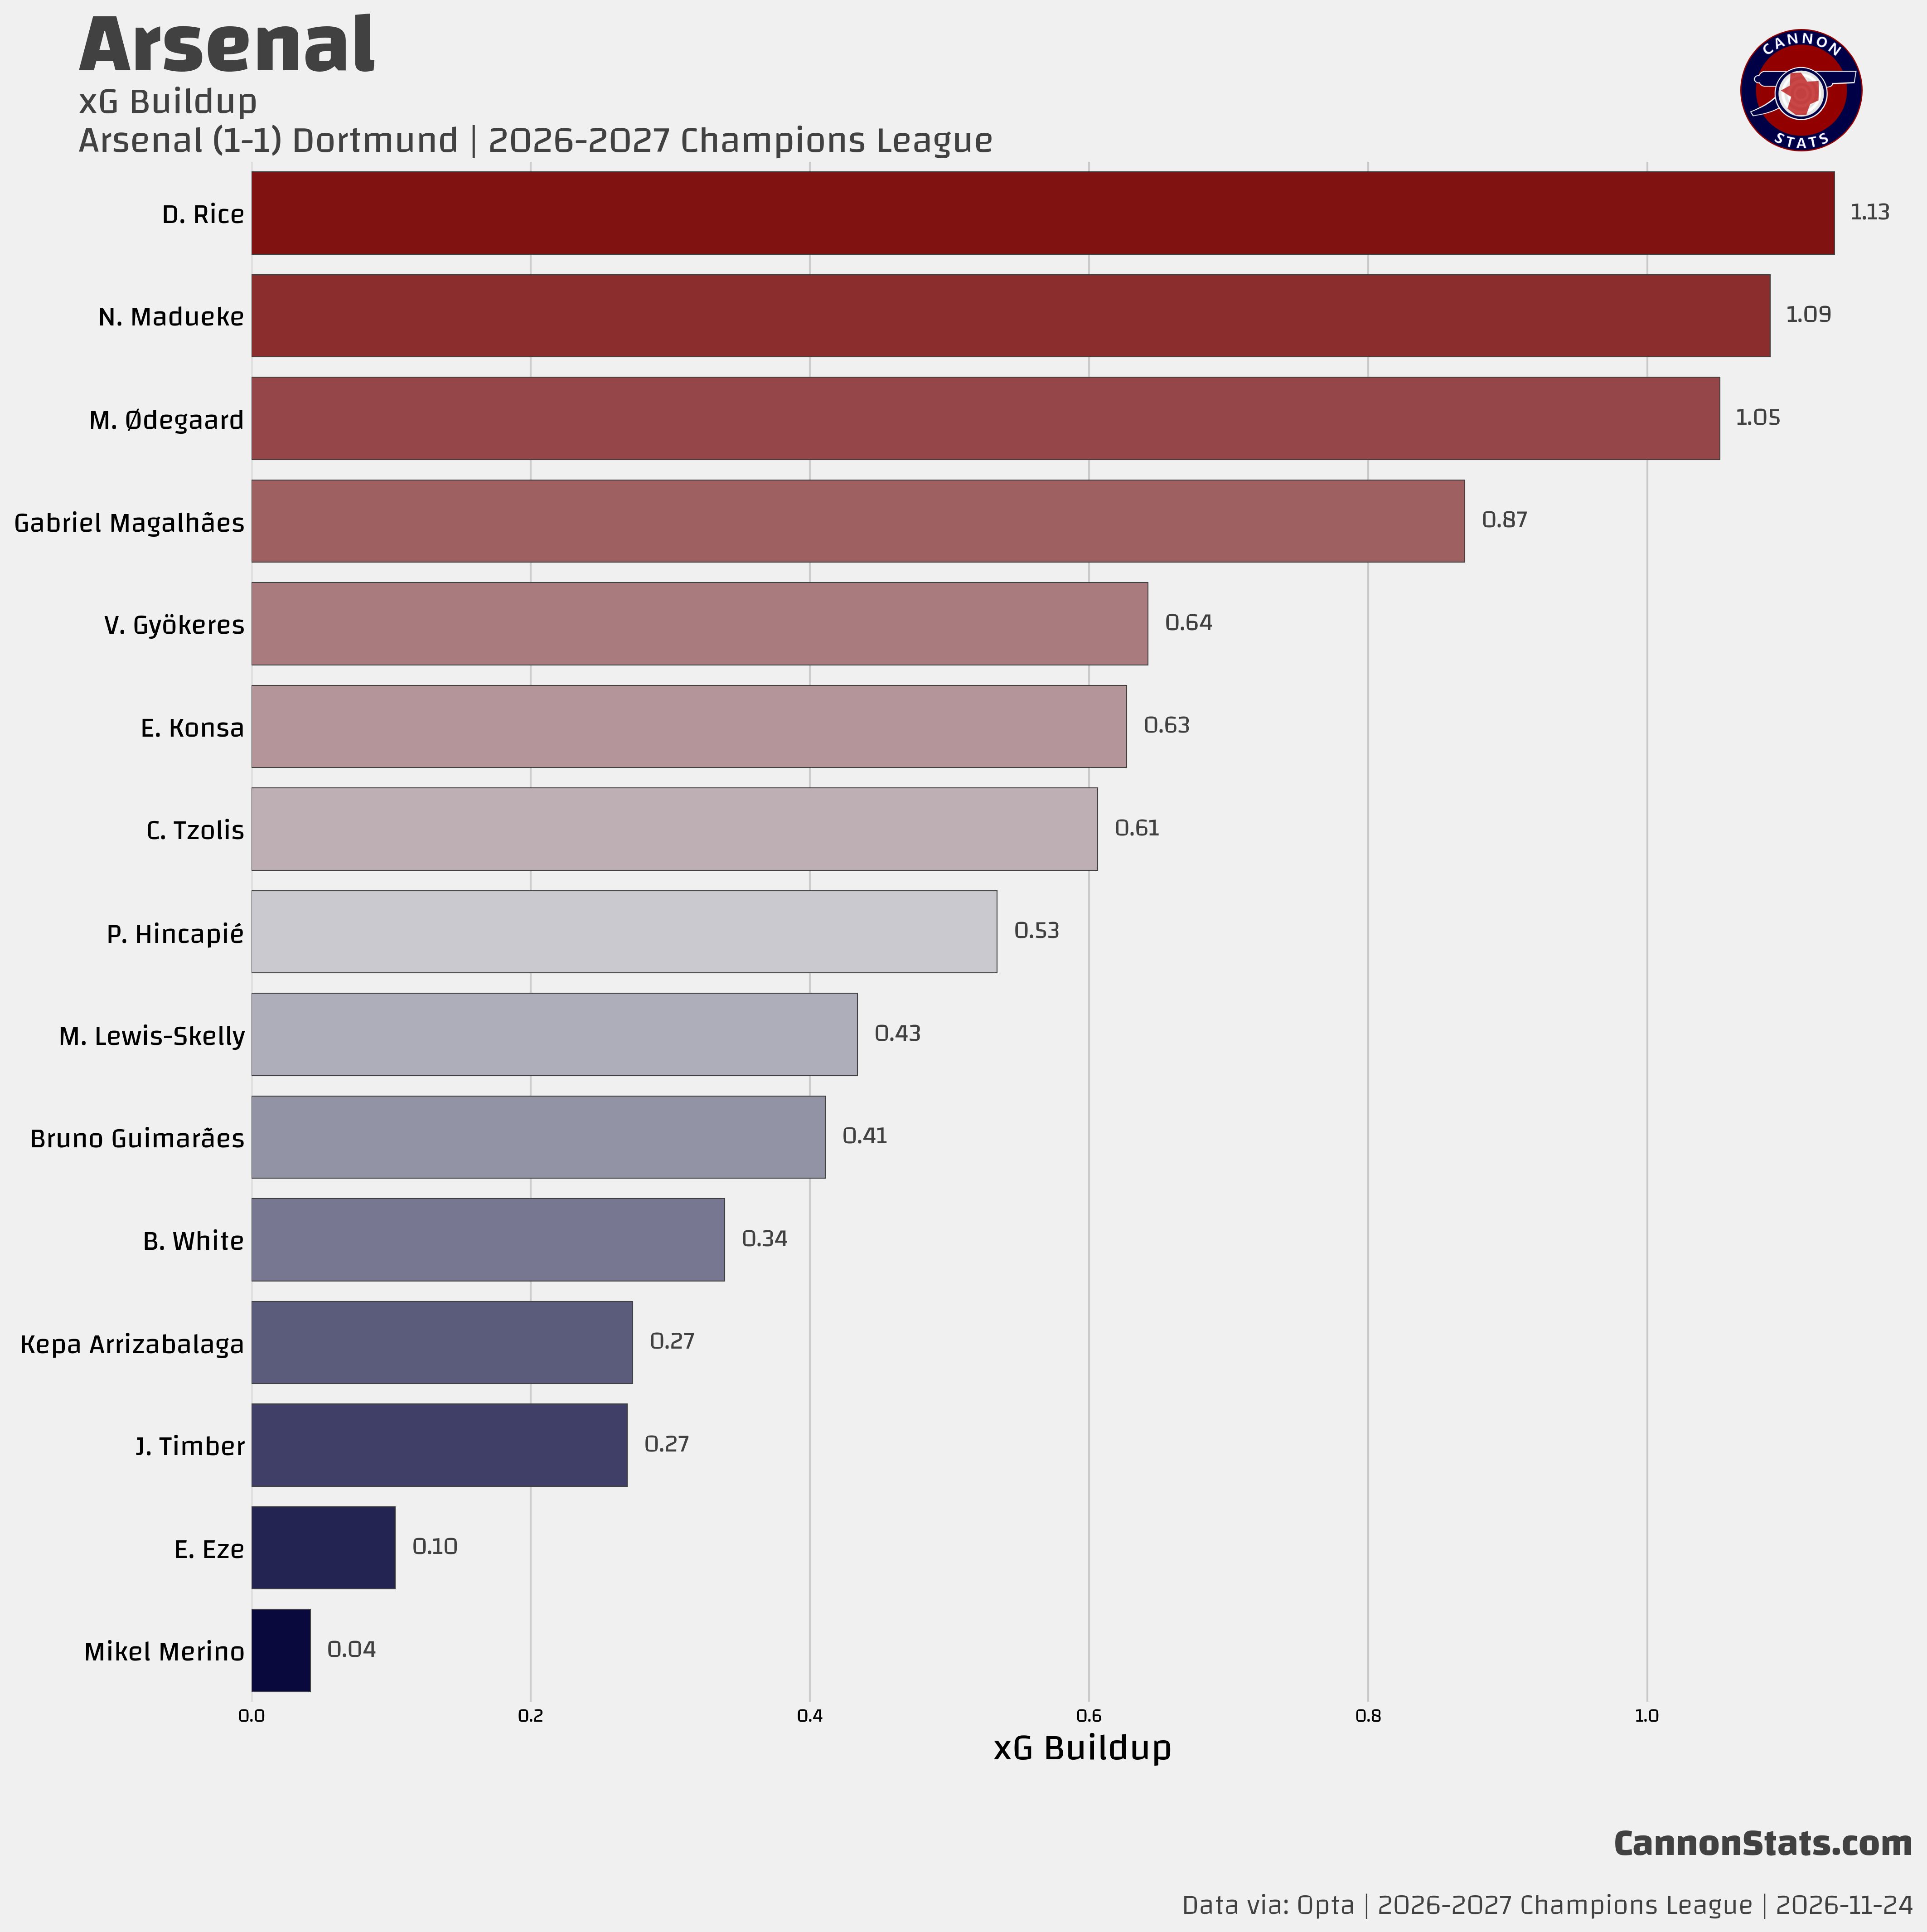 Arsenal
xG Buildup
Arsenal (1-1) Dortmund | 2026-2027 Champions League
CANNON
STATS
D. Rice 1.13
N. Madueke 1.09
M. Ødegaard 1.05
Gabriel Magalhães 0.87
V. Gyökeres 0.64
E. Konsa 0.63
C. Tzolis 0.61
P. Hincapié 0.53
M. Lewis-Skelly 0.43
Bruno Guimarães 0.41
B. White 0.34
Kepa Arrizabalaga 0.27
J. Timber 0.27
E. Eze 0.10
Mikel Merino 0.04
0.0 0.2 0.4 0.6 0.8 1.0
xG Buildup
CannonStats.com
Data via: Opta | 2026-2027 Champions League | 2026-11-24